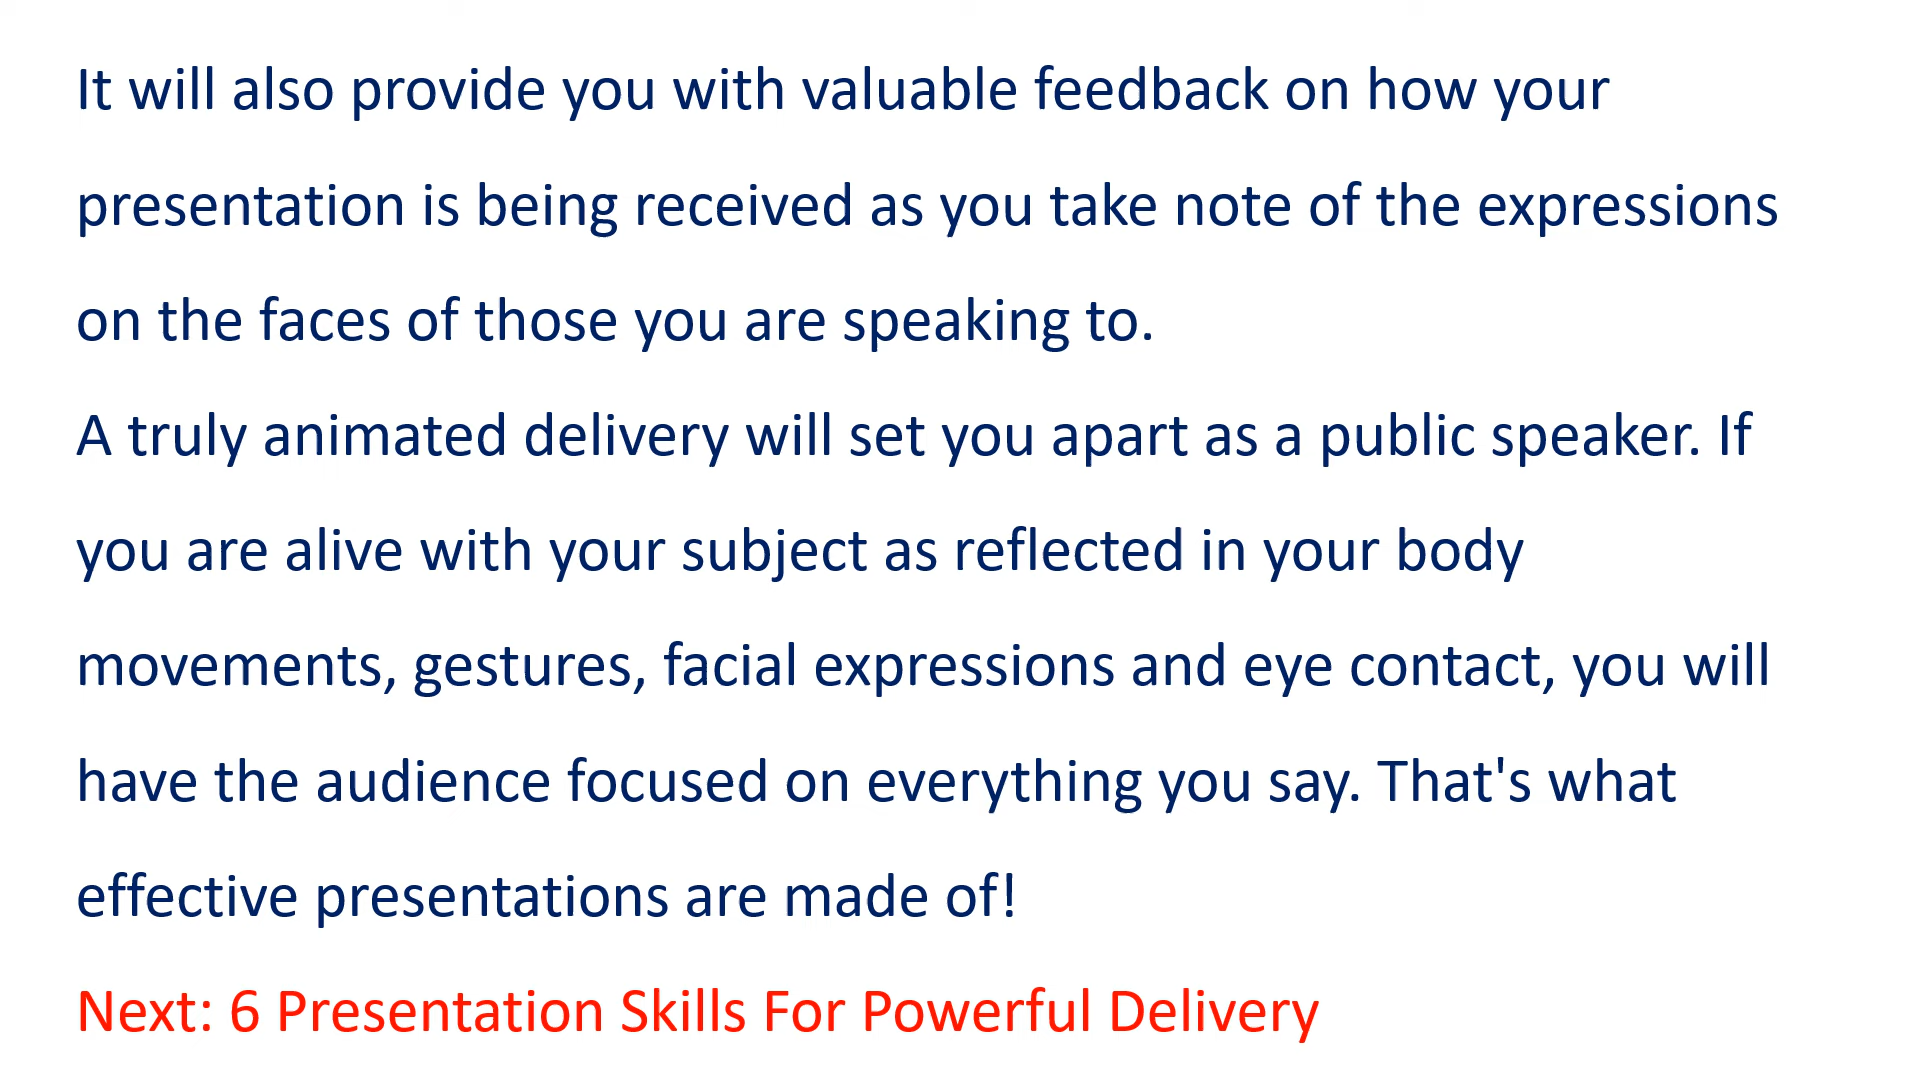 It will also provide you with valuable feedback on how your
presentation is being received as you take note of the expressions
on the faces of those you are speaking to.
A truly animated delivery will set you apart as a public speaker. If
you are alive with your subject as reflected in your body
movements, gestures, facial expressions and eye contact, you will
have the audience focused on everything you say. That's what
effective presentations are made of!
Next: 6 Presentation Skills For Powerful Delivery